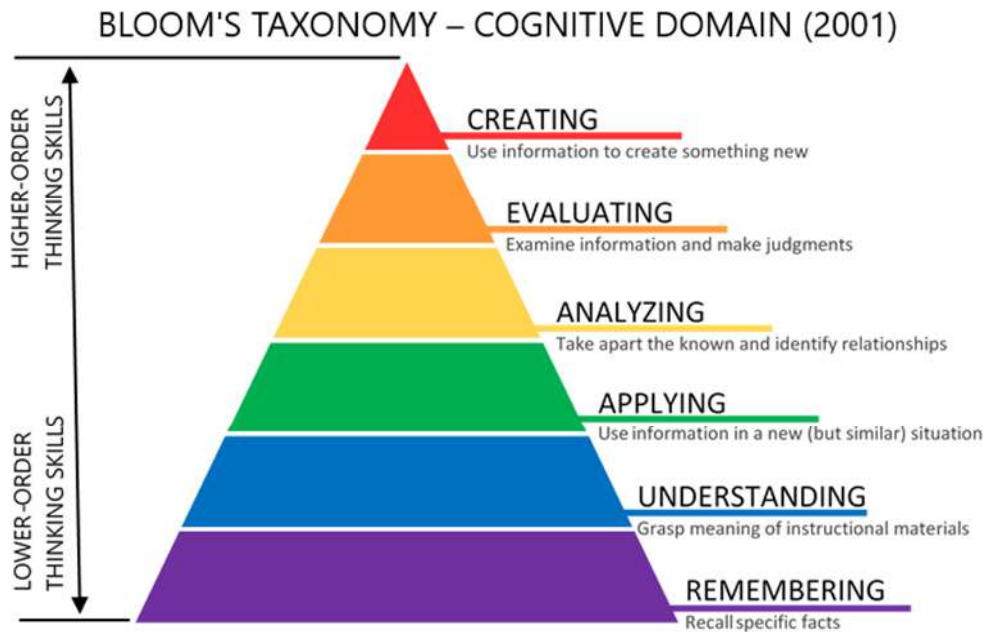 BLOOM'S TAXONOMY – COGNITIVE DOMAIN (2001)
HIGHER-ORDER
THINKING SKILLS
LOWER-ORDER
THINKING SKILLS
CREATING
Use information to create something new
EVALUATING
Examine information and make judgments
ANALYZING
Take apart the known and identify relationships
APPLYING
Use information in a new (but similar) situation
UNDERSTANDING
Grasp meaning of instructional materials
REMEMBERING
Recall specific facts